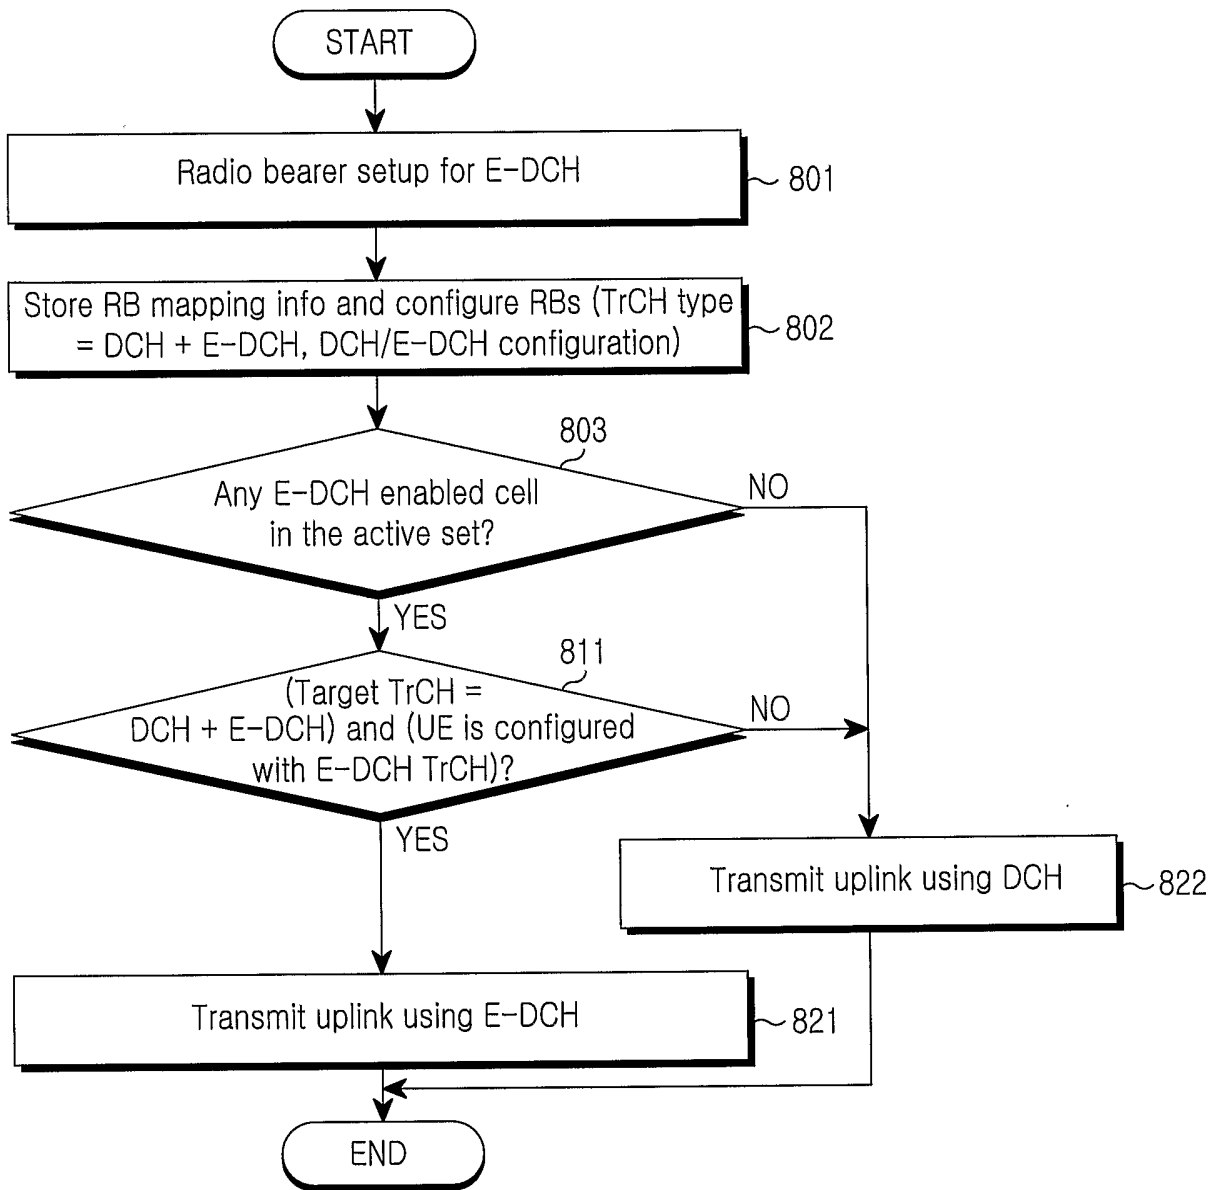 START
Radio bearer setup for E-DCH
801
Store RB mapping info and configure RBs (TrCH type
= DCH + E-DCH, DCH/E-DCH configuration)
802
803
Any E-DCH enabled cell
in the active set?
NO
YES
811
(Target TrCH =
DCH + E-DCH) and (UE is configured
with E-DCH TrCH)?
NO
YES
Transmit uplink using DCH
822
Transmit uplink using E-DCH
821
END